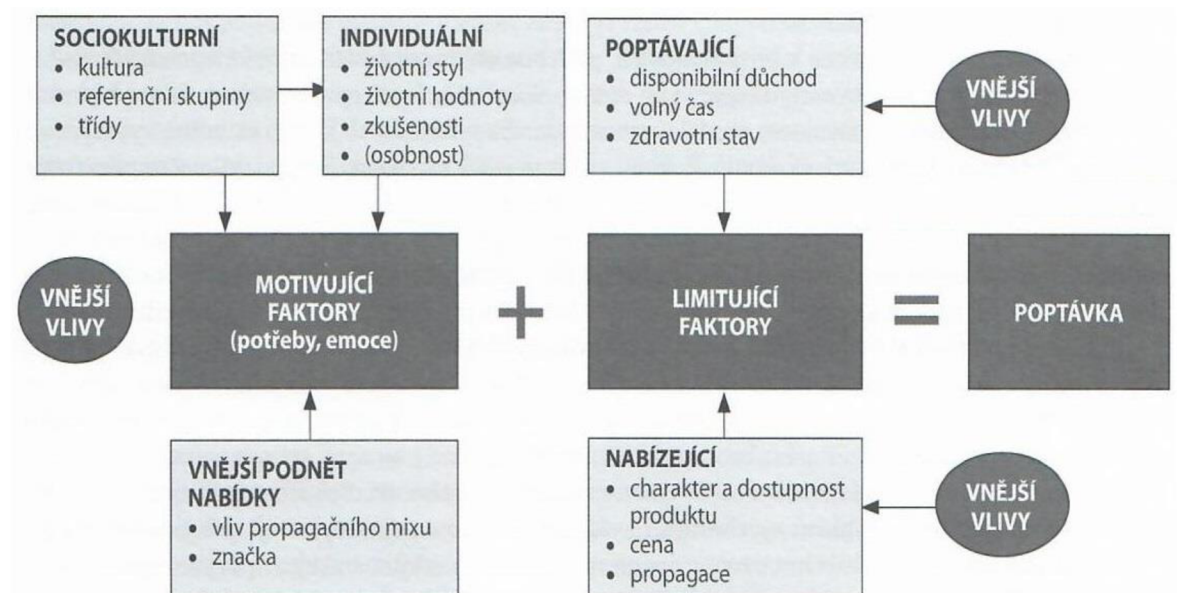 SOCIOKULTURNÍ
• kultura
• referenční skupiny
• třídy
INDIVIDUÁLNÍ
• životní styl
• životní hodnoty
• zkušenosti
• (osobnost)
POPTÁVAJÍCÍ
• disponibilní důchod
• volný čas
• zdravotní stav
VNĚJŠÍ
VLIVY
VNĚJŠÍ
VLIVY
MOTIVUJÍCÍ
FAKTORY
(potřeby, emoce)
+
LIMITUJÍCÍ
FAKTORY
=
POPTÁVKA
VNĚJŠÍ PODNĚT
NABÍDKY
• vliv propagačního mixu
• značka
NABÍZEJÍCÍ
• charakter a dostupnost
produktu
• cena
• propagace
VNĚJŠÍ
VLIVY